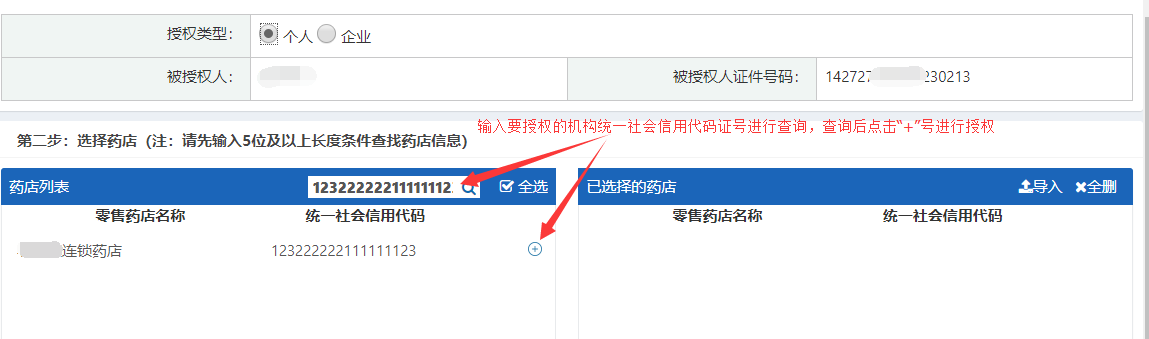 授权类型： 个人 企业
被授权人： 被授权人证件号码： 142727 230213
输入要授权的机构统一社会信用代码证号进行查询，查询后点击“+”号进行授权
第二步：选择药店（注：请先输入5位及以上长度条件查找药店信息）
药店列表 12322222211111112 全选 已选择的药店 导入 全删
零售药店名称 统一社会信用代码 零售药店名称 统一社会信用代码
连锁药店 123222222111111123